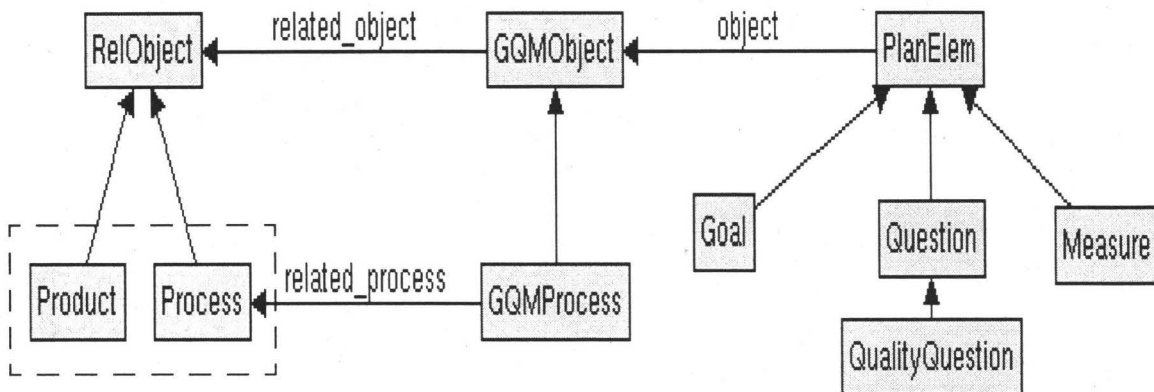 related_object
object
RelObject
GQMObject
PlanElem
Goal
Question
Measure
Product
Process
related_process
GQMProcess
QualityQuestion